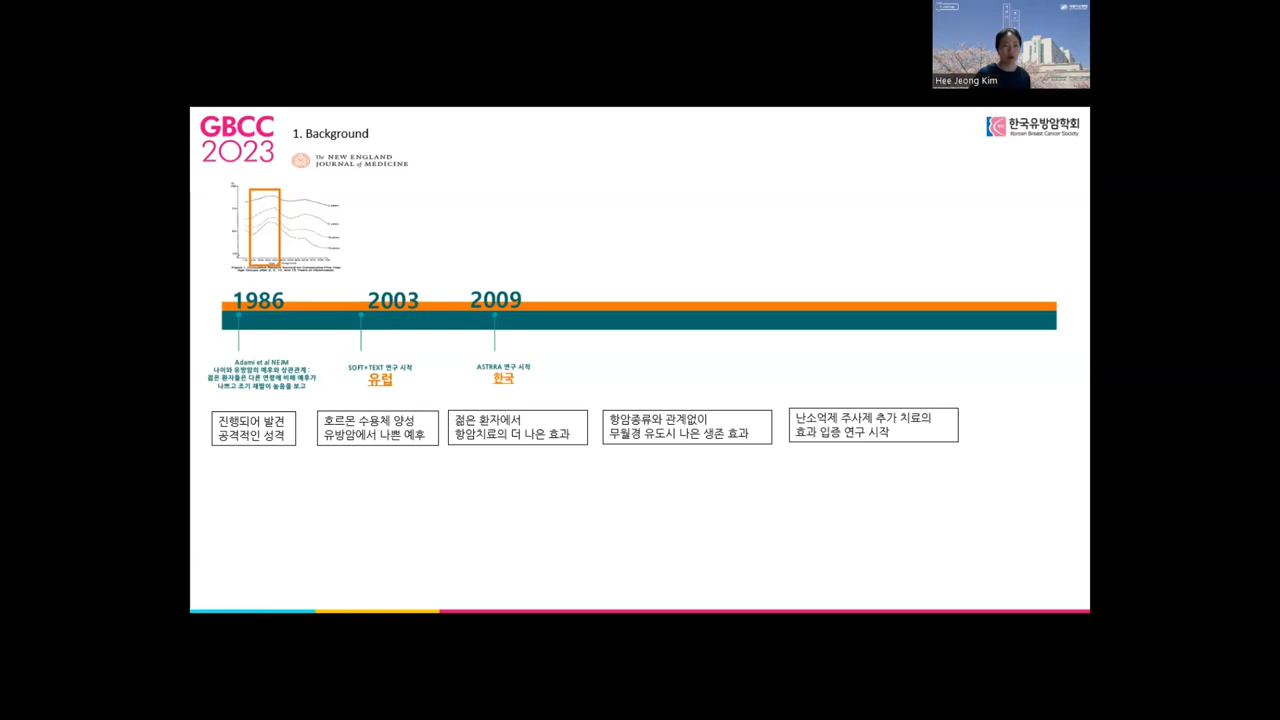 Hee Jeong Kim
GBCC
2023
1. Background
The NEW ENGLAND
JOURNAL of MEDICINE
한국유방암학회
Korean Breast Cancer Society
1986
2003
2009
Adami et al NEJM
나이와 유방암의 예후와 상관관계 :
젊은 환자들은 다른 연령에 비해 예후가
나쁘고 조기 재발이 높음을 보고
SOFT+TEXT 연구 시작
유럽
ASTRRA 연구 시작
한국
진행되어 발견
공격적인 성격
호르몬 수용체 양성
유방암에서 나쁜 예후
젊은 환자에서
항암치료의 더 나은 효과
항암종류와 관계없이
무월경 유도시 나은 생존 효과
난소억제 주사제 추가 치료의
효과 입증 연구 시작